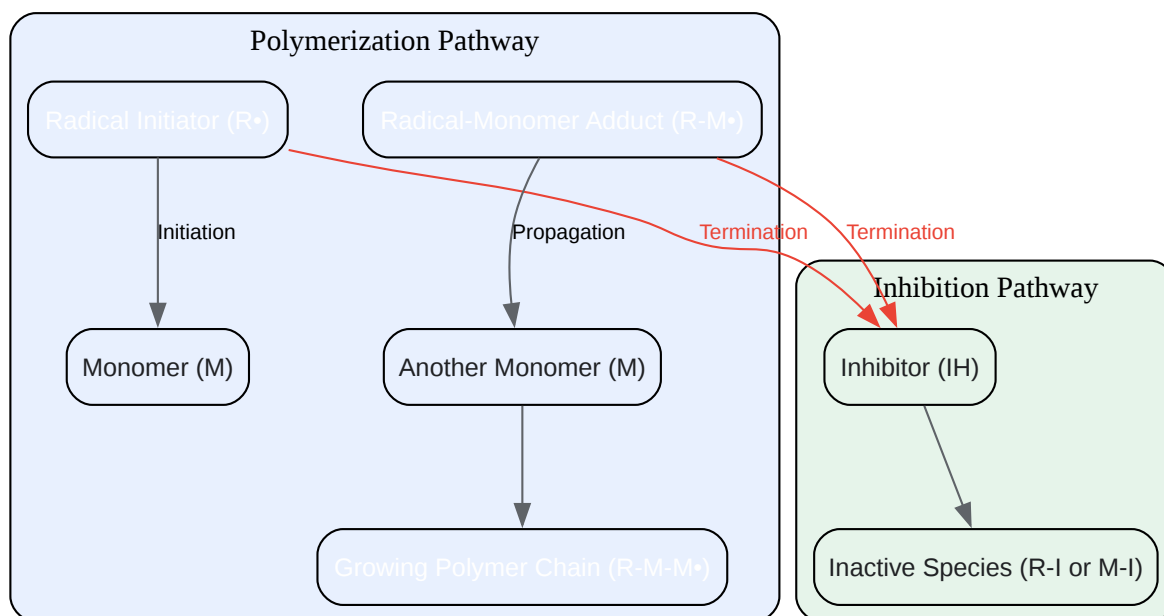 Polymerization Pathway
Radical Initiator (R•)
Radical-Monomer Adduct (R-M•)
Initiation
Propagation
Termination
Termination
Inhibition Pathway
Monomer (M)
Another Monomer (M)
Inhibitor (IH)
Growing Polymer Chain (R-M-M•)
Inactive Species (R-I or M-I)